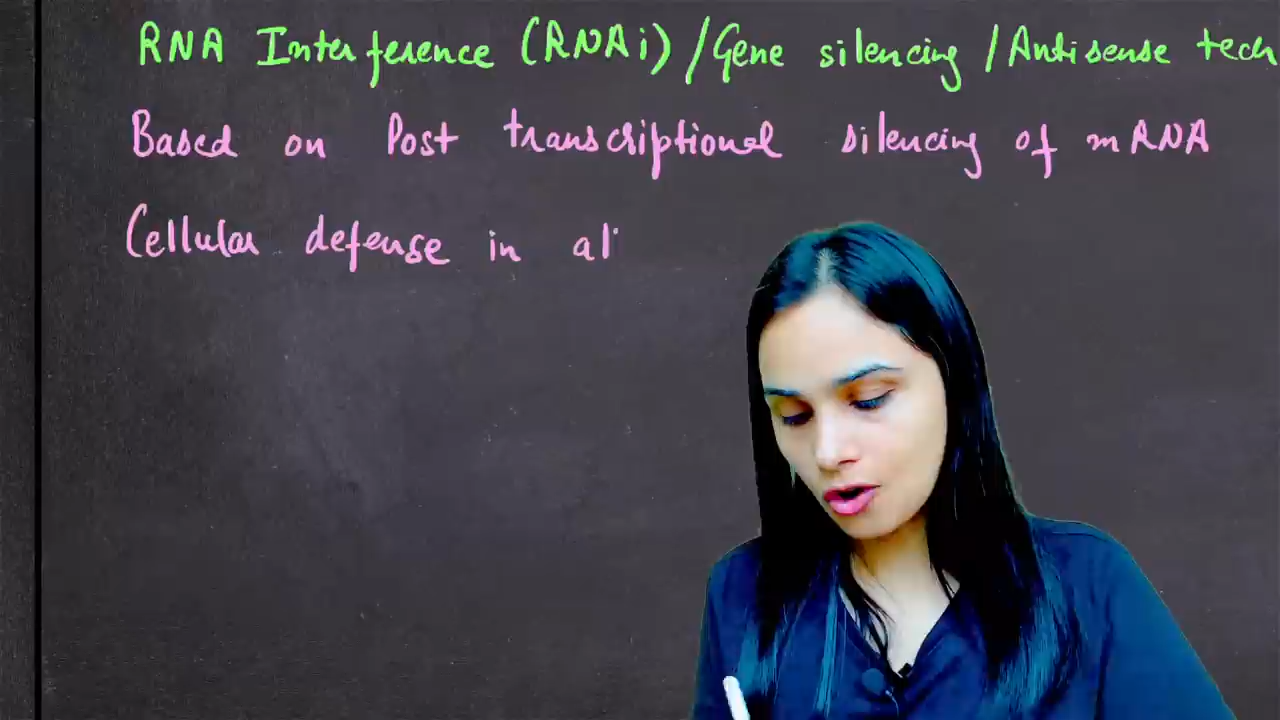 RNA Interference (RNAi) / Gene silencing / Antisense tech
Based on Post transcriptional silencing of mRNA
Cellular defense in al